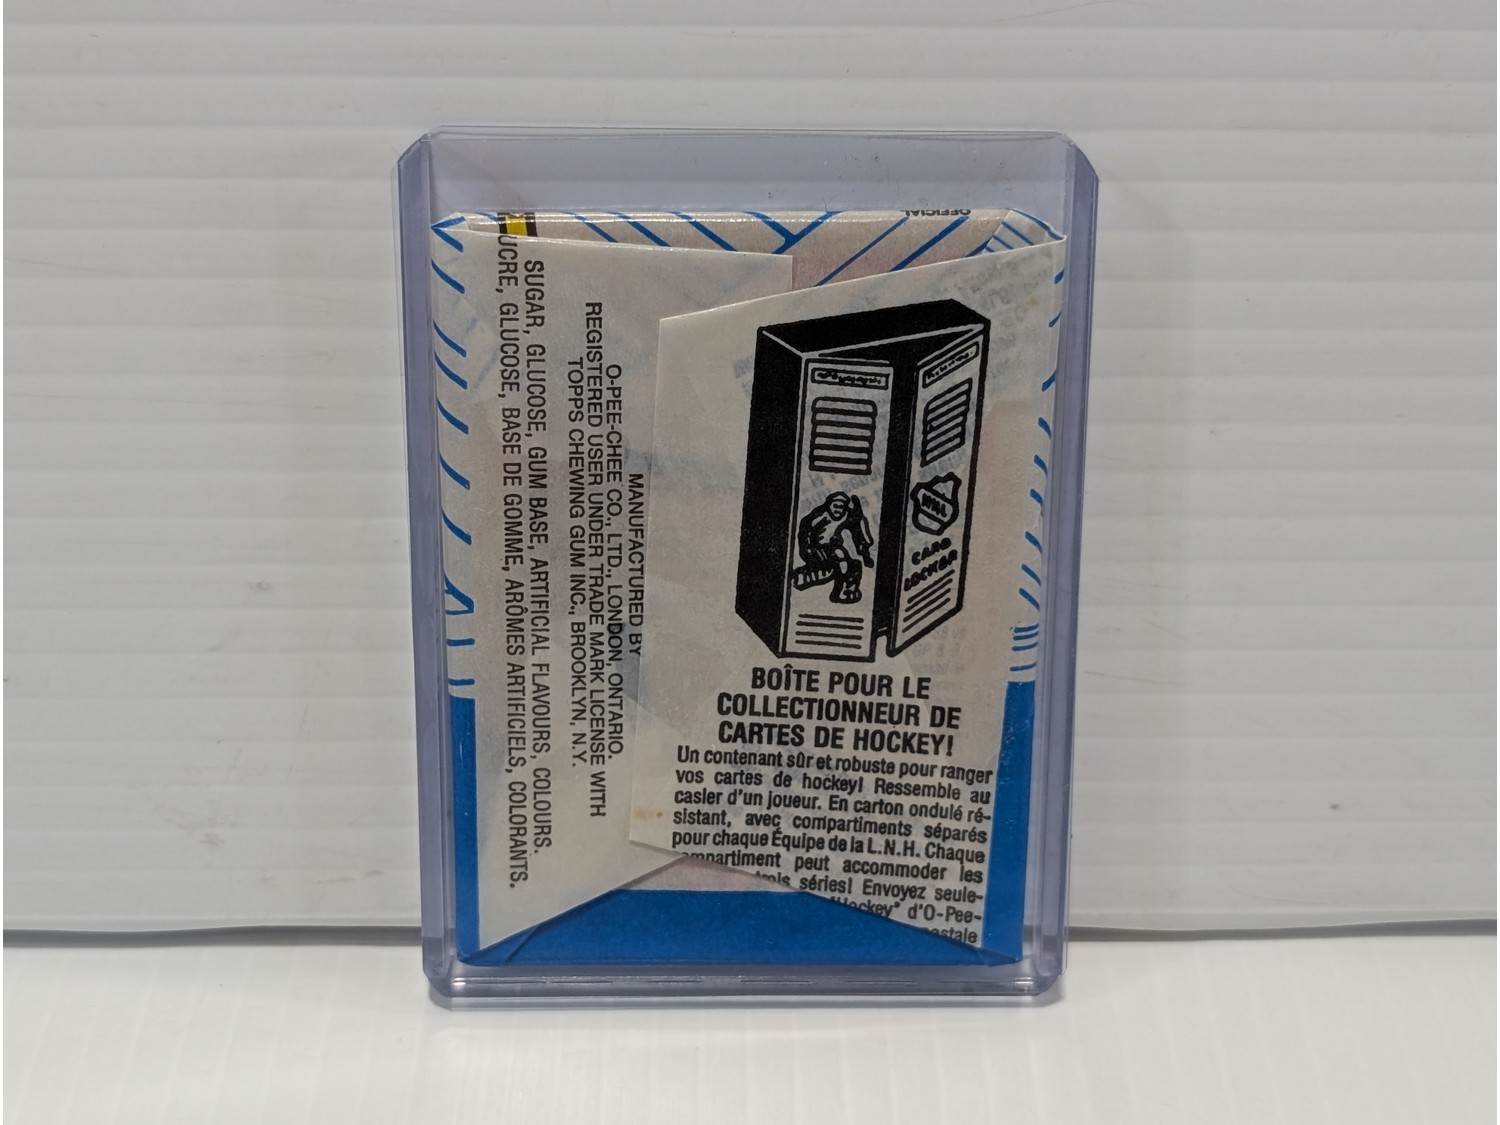 OFFICIAL
SUGAR, GLUCOSE, GUM BASE, ARTIFICIAL FLAVOURS, COLOURS.
SUCRE, GLUCOSE, BASE DE GOMME, ARÔMES ARTIFICIELS, COLORANTS.
MANUFACTURED BY
O-PEE-CHEE CO., LTD., LONDON, ONTARIO.
REGISTERED USER UNDER TRADE MARK LICENSE WITH
TOPPS CHEWING GUM INC., BROOKLYN, N.Y.
NHL
CARD
LOCKER
BOÎTE POUR LE
COLLECTIONNEUR DE
CARTES DE HOCKEY!
Un contenant sûr et robuste pour ranger
vos cartes de hockey! Ressemble au
casier d'un joueur. En carton ondulé ré-
sistant, avec compartiments séparés
pour chaque Équipe de la L.N.H. Chaque
compartiment peut accommoder les
trois séries! Envoyez seule-
"Hockey" d'O-Pee-
postale